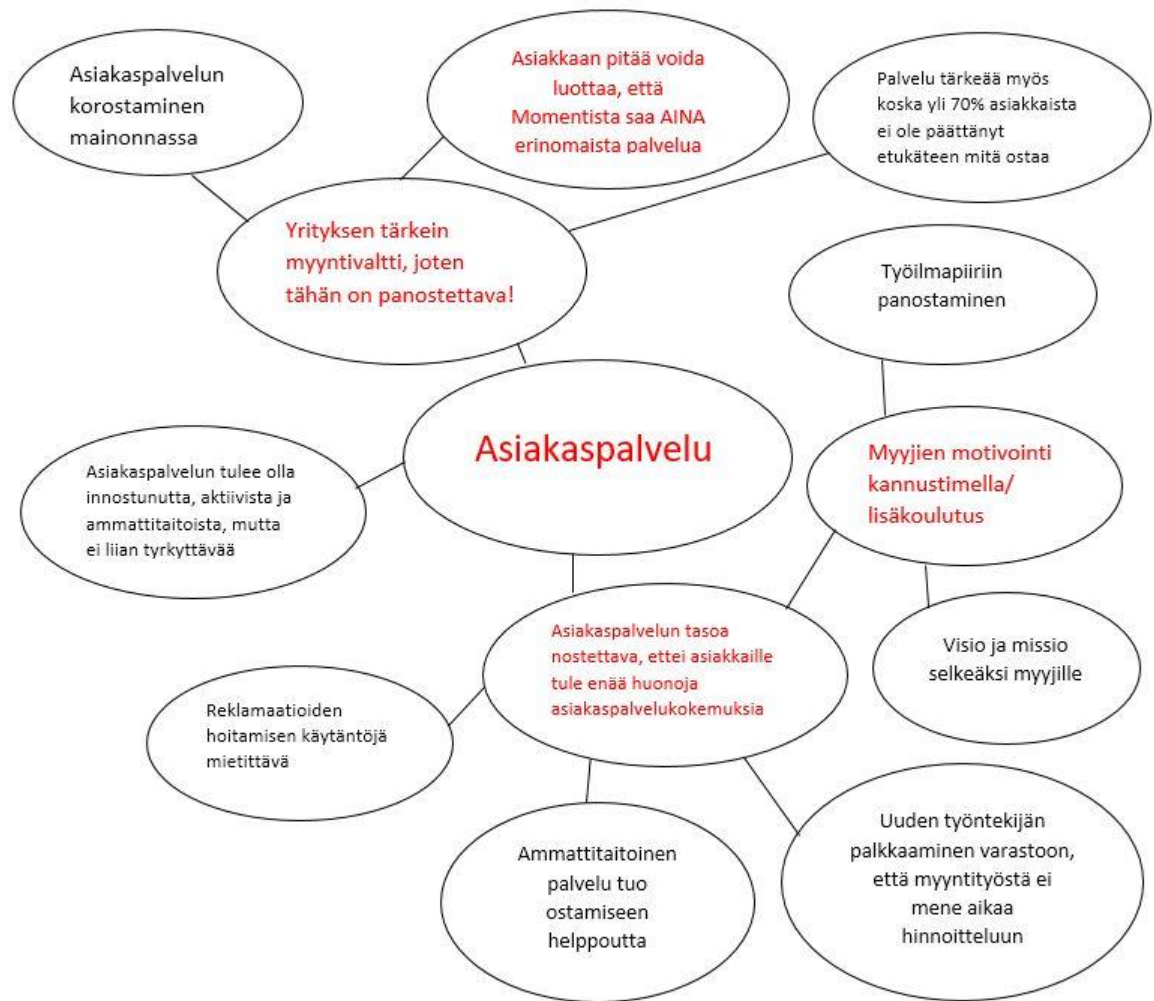 Asiakaspalvelun
korostaminen
mainonnassa
Asiakkaan pitää voida
luottaa, että
Momentista saa AINA
erinomaista palvelua
Palvelu tärkeää myös
koska yli 70% asiakkaista
ei ole päättänyt
etukäteen mitä ostaa
Yrityksen tärkein
myyntivaltti, joten
tähän on panostettava!
Työilmapiiriin
panostaminen
Asiakaspalvelu
Myyjien motivointi
kannustimella/
lisäkoulutus
Asiakaspalvelun tulee olla
innostunutta, aktiivista ja
ammattitaitoista, mutta
ei liian tyrkyttävää
Asiakaspalvelun tasoa
nostettava, ettei asiakkaille
tule enää huonoja
asiakaspalvelukokemuksia
Visio ja missio
selkeäksi myyjille
Reklamaatioiden
hoitamisen käytäntöjä
mietittävä
Ammattitaitoinen
palvelu tuo
ostamiseen
helppoutta
Uuden työntekijän
palkkaaminen varastoon,
että myyntityöstä ei
mene aikaa
hinnoitteluun